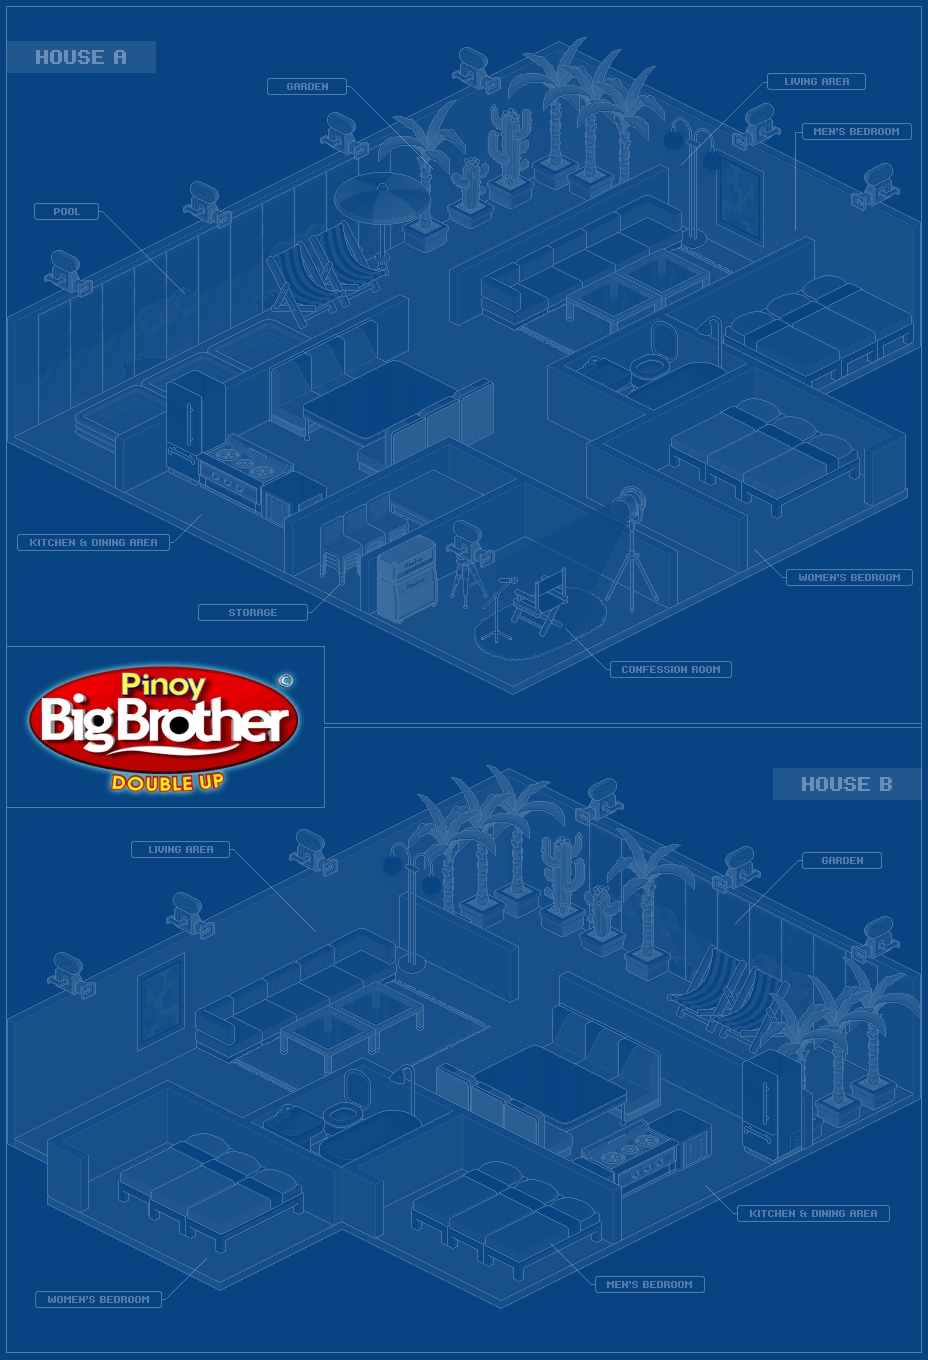 HOUSE A
GARDEN
LIVING AREA
MEN'S BEDROOM
POOL
KITCHEN & DINING AREA
STORAGE
WOMEN'S BEDROOM
CONFESSION ROOM
Pinoy
©
Big Brother
DOUBLE UP
HOUSE B
LIVING AREA
GARDEN
KITCHEN & DINING AREA
MEN'S BEDROOM
WOMEN'S BEDROOM